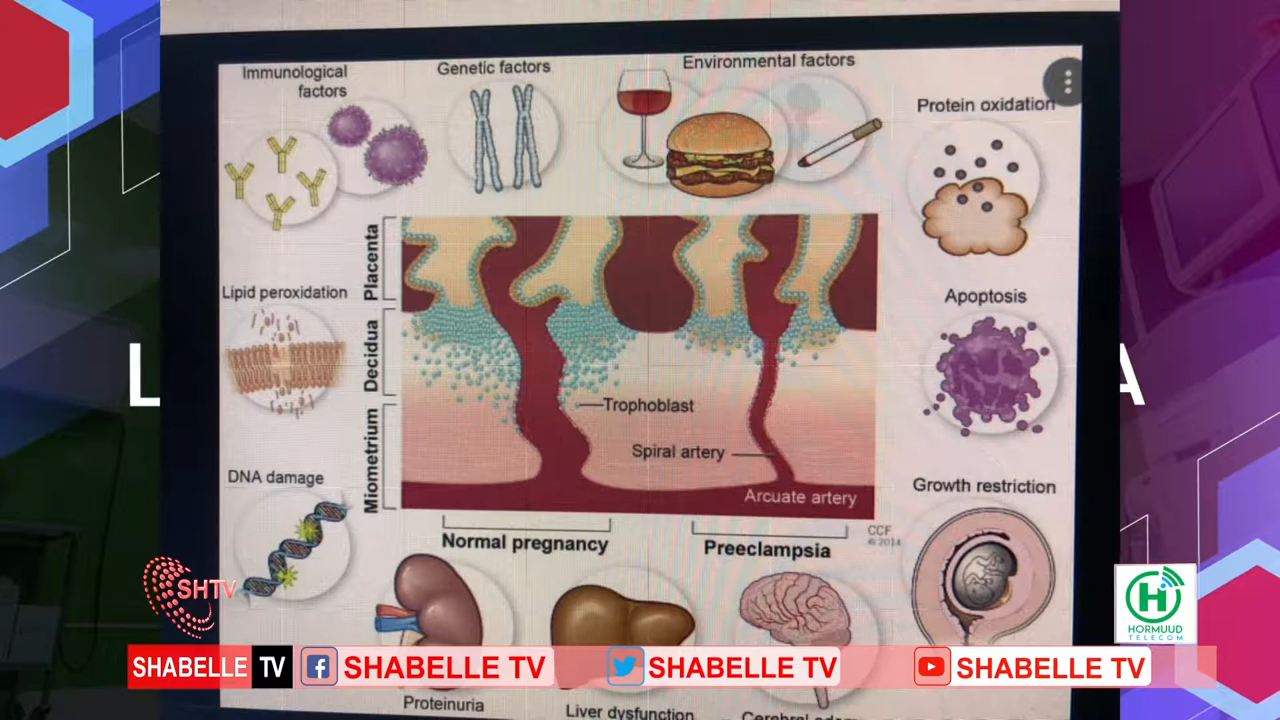 Immunological
factors
Genetic factors
Environmental factors
Protein oxidation
Placenta
Decidua
Miometrium
Lipid peroxidation
Apoptosis
Trophoblast
Spiral artery
Arcuate artery
DNA damage
Growth restriction
Normal pregnancy
Preeclampsia
CCF
© 2014
SHTV
HORMUUD
TELECOM
SHABELLE TV
SHABELLE TV
SHABELLE TV
SHABELLE TV
Proteinuria
Liver dysfunction
Cerebral
L
A